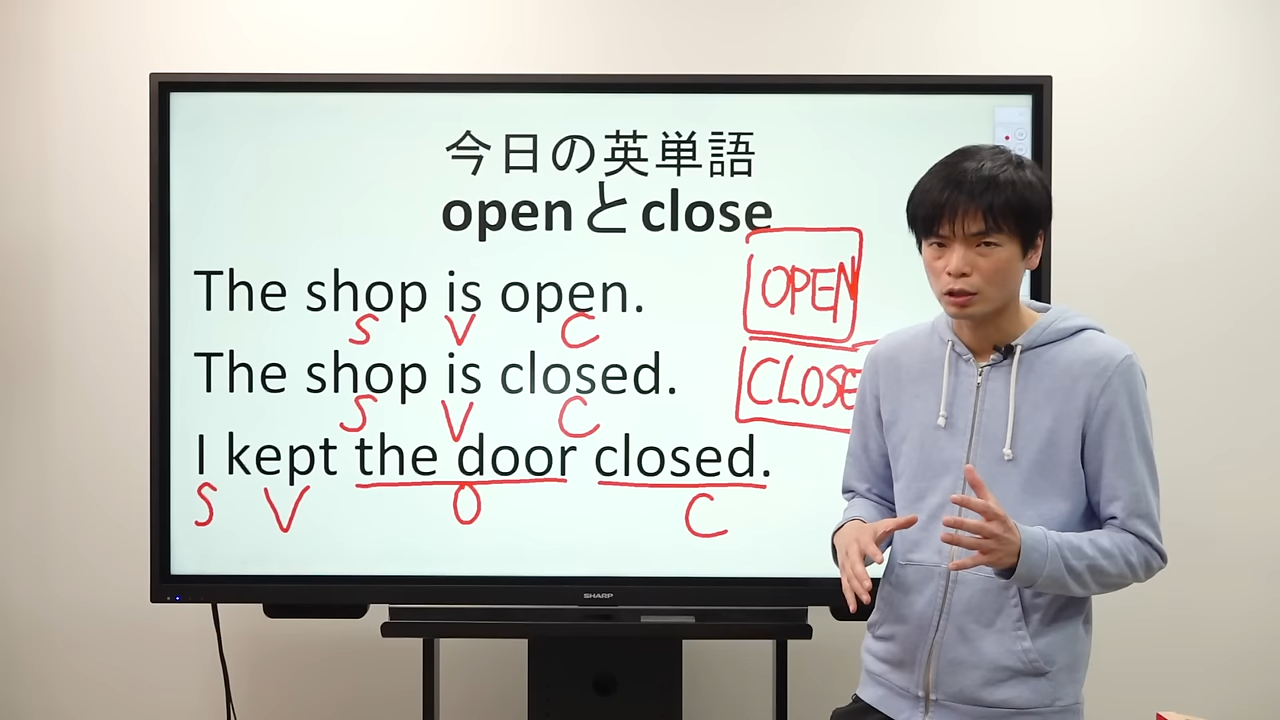 今日の英単語
openとclose
The shop is open.
S V C
OPEN
The shop is closed.
S V C
CLOSE
I kept the door closed.
S V O C
SHARP